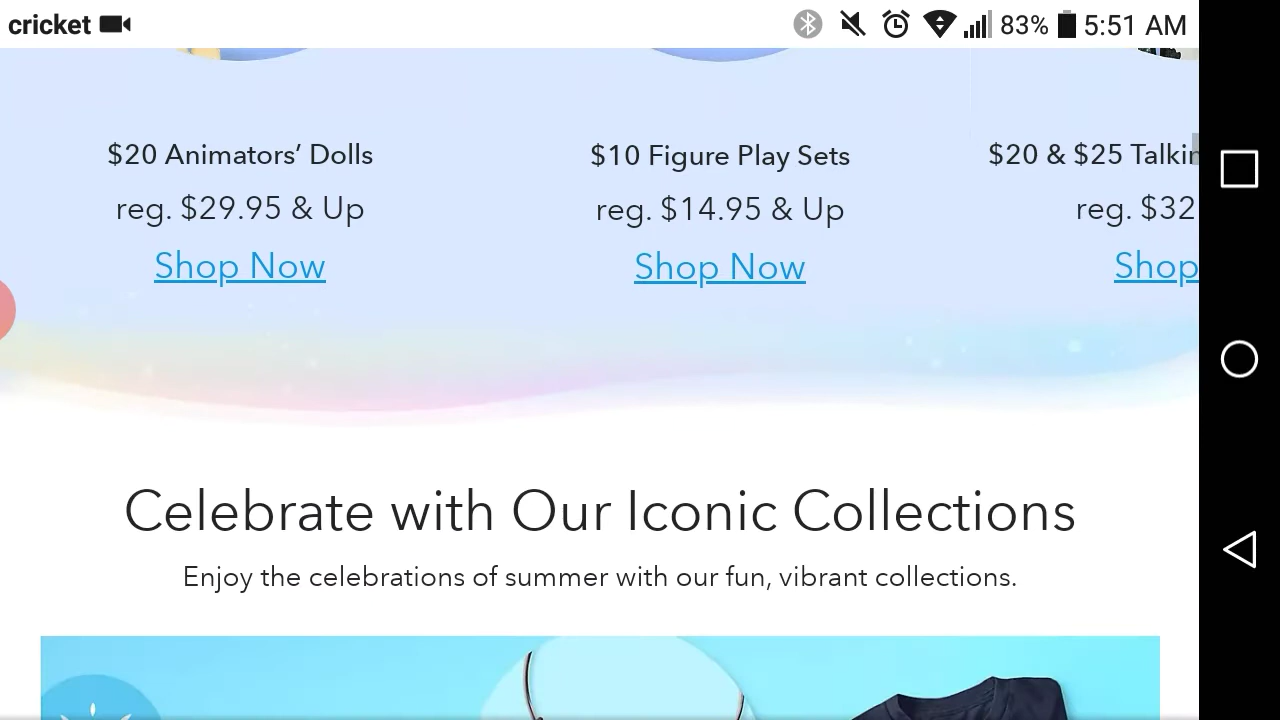 cricket 83% 5:51 AM
$20 Animators’ Dolls
reg. $29.95 & Up
Shop Now
$10 Figure Play Sets
reg. $14.95 & Up
Shop Now
$20 & $25
reg. $32
Shop
Celebrate with Our Iconic Collections
Enjoy the celebrations of summer with our fun, vibrant collections.